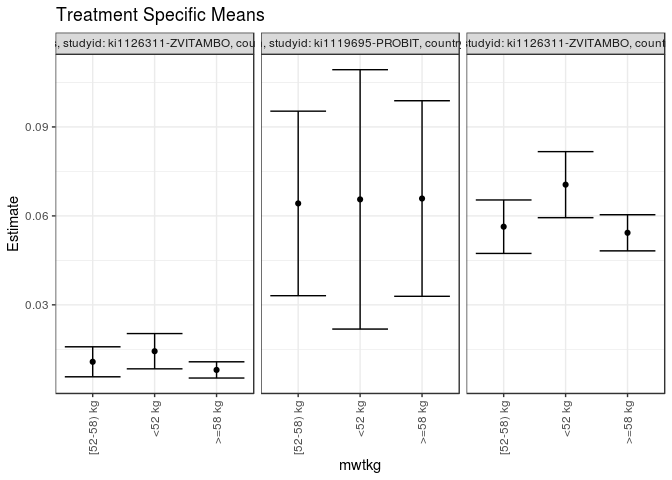 Treatment Specific Means
, studyid: ki1126311-ZVITAMBO, cou
, studyid: ki1119695-PROBIT, country
studyid: ki1126311-ZVITAMBO, count
Estimate
0.09
0.06
0.03
[52-58) kg
<52 kg
>=58 kg
[52-58) kg
<52 kg
>=58 kg
[52-58) kg
<52 kg
>=58 kg
mwtkg